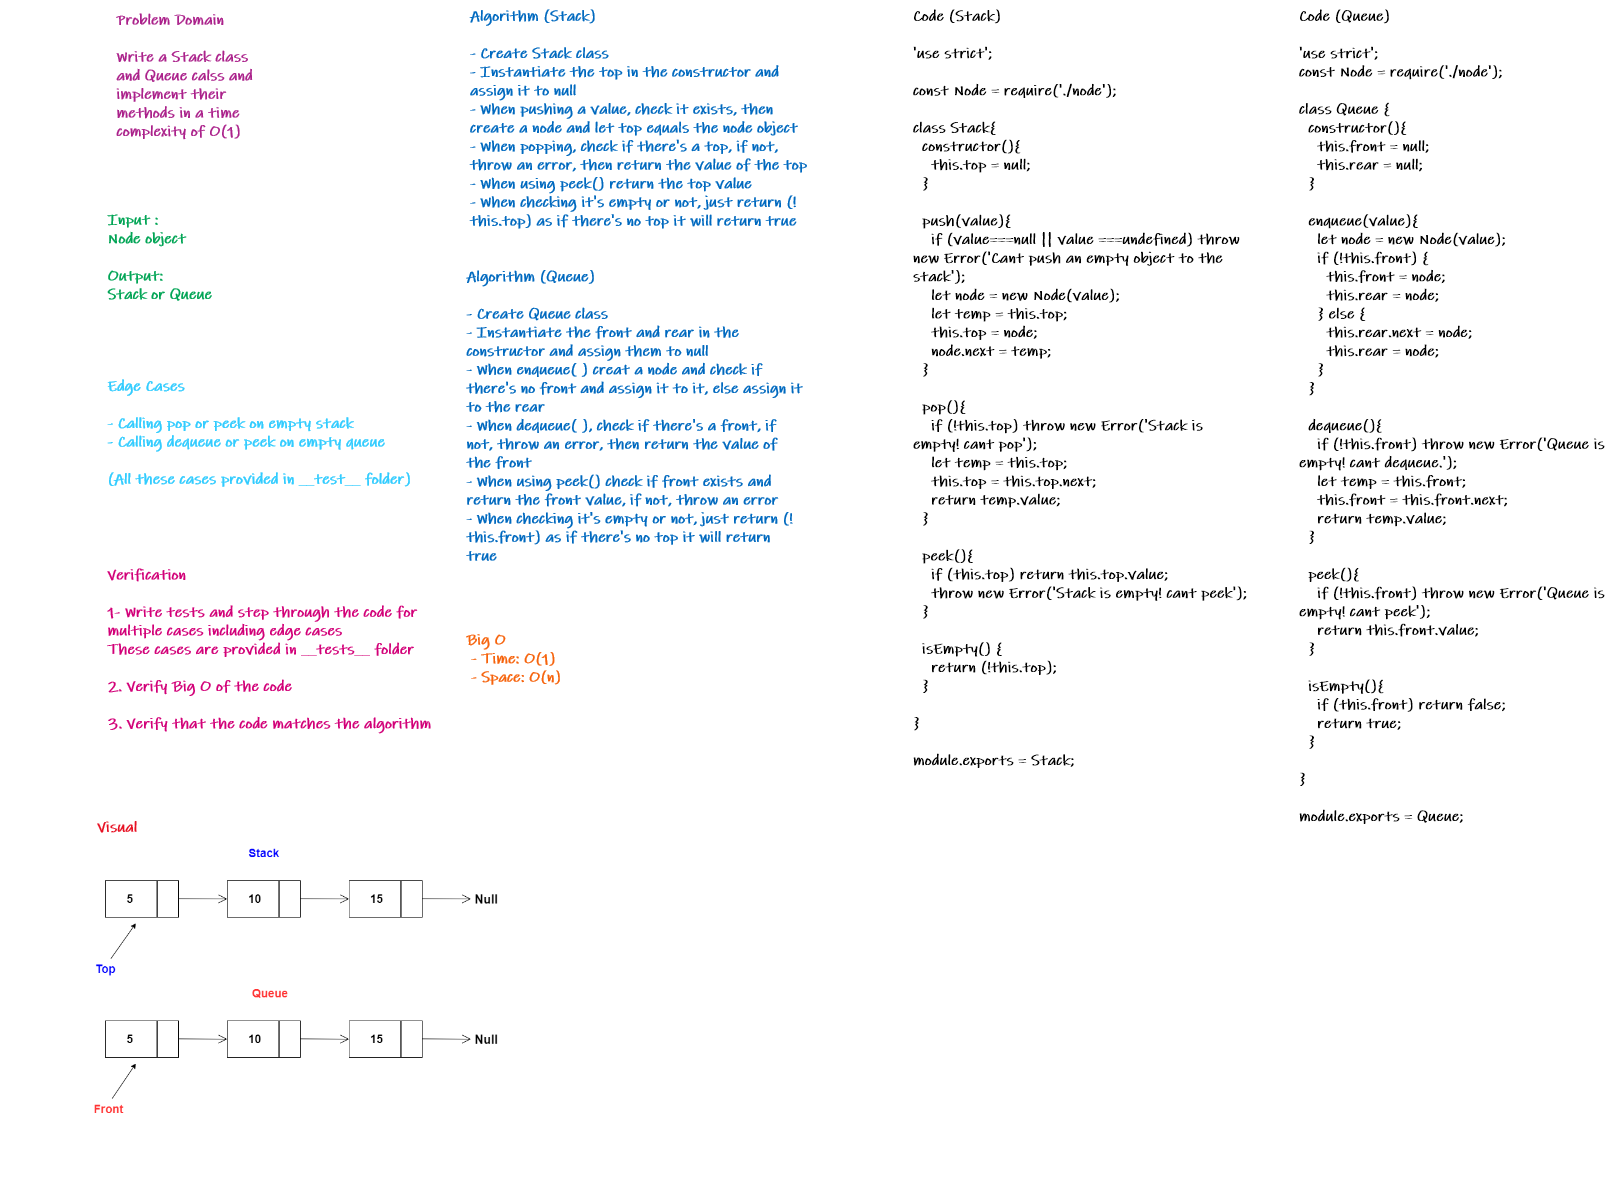 Problem Domain
Write a Stack class
and Queue calss and
implement their
methods in a time
complexity of O(1)
Input :
Node object
Output:
Stack or Queue
Edge Cases
- Calling pop or peek on empty stack
- Calling dequeue or peek on empty queue
(All these cases provided in __test__ folder)
Verification
1- Write tests and step through the code for
multiple cases including edge cases
These cases are provided in __tests__ folder
2. Verify Big O of the code
3. Verify that the code matches the algorithm
Algorithm (Stack)
- Create Stack class
- Instantiate the top in the constructor and
assign it to null
- When pushing a value, check it exists, then
create a node and let top equals the node object
- When popping, check if there's a top, if not,
throw an error, then return the value of the top
- When using peek() return the top value
- When checking it's empty or not, just return (!
this.top) as if there's no top it will return true
Algorithm (Queue)
- Create Queue class
- Instantiate the front and rear in the
constructor and assign them to null
- When enqueue( ) creat a node and check if
there's no front and assign it to it, else assign it
to the rear
- When dequeue( ), check if there's a front, if
not, throw an error, then return the value of
the front
- When using peek() check if front exists and
return the front value, if not, throw an error
- When checking it's empty or not, just return (!
this.front) as if there's no top it will return
true
Big O
- Time: O(1)
- Space: O(n)
Code (Stack)
'use strict';
const Node = require('./node');
class Stack{
constructor(){
this.top = null;
}
push(value){
if (value===null || value ===undefined) throw
new Error('Cant push an empty object to the
stack');
let node = new Node(value);
let temp = this.top;
this.top = node;
node.next = temp;
}
pop(){
if (!this.top) throw new Error('Stack is
empty! cant pop');
let temp = this.top;
this.top = this.top.next;
return temp.value;
}
peek(){
if (this.top) return this.top.value;
throw new Error('Stack is empty! cant peek');
}
isEmpty() {
return (!this.top);
}
}
module.exports = Stack;
Code (Queue)
'use strict';
const Node = require('./node');
class Queue {
constructor(){
this.front = null;
this.rear = null;
}
enqueue(value){
let node = new Node(value);
if (!this.front) {
this.front = node;
this.rear = node;
} else {
this.rear.next = node;
this.rear = node;
}
}
dequeue(){
if (!this.front) throw new Error('Queue is
empty! cant dequeue.');
let temp = this.front;
this.front = this.front.next;
return temp.value;
}
peek(){
if (!this.front) throw new Error('Queue is
empty! cant peek');
return this.front.value;
}
isEmpty(){
if (this.front) return false;
return true;
}
}
module.exports = Queue;
Visual
Stack
5 10 15 Null
Top
Queue
5 10 15 Null
Front